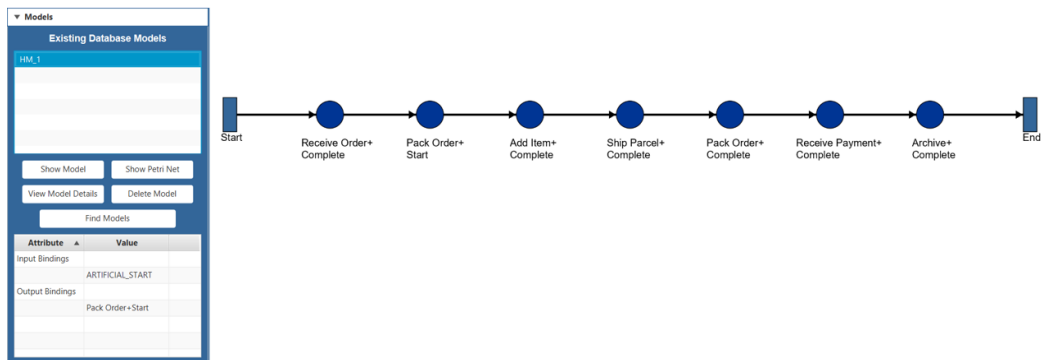 ▼ Models
Existing Database Models
HM_1
Show Model
Show Petri Net
View Model Details
Delete Model
Find Models
Attribute ▲ Value
Input Bindings
ARTIFICIAL_START
Output Bindings
Pack Order+Start
Start
Receive Order+
Complete
Pack Order+
Start
Add Item+
Complete
Ship Parcel+
Complete
Pack Order+
Complete
Receive Payment+
Complete
Archive+
Complete
End